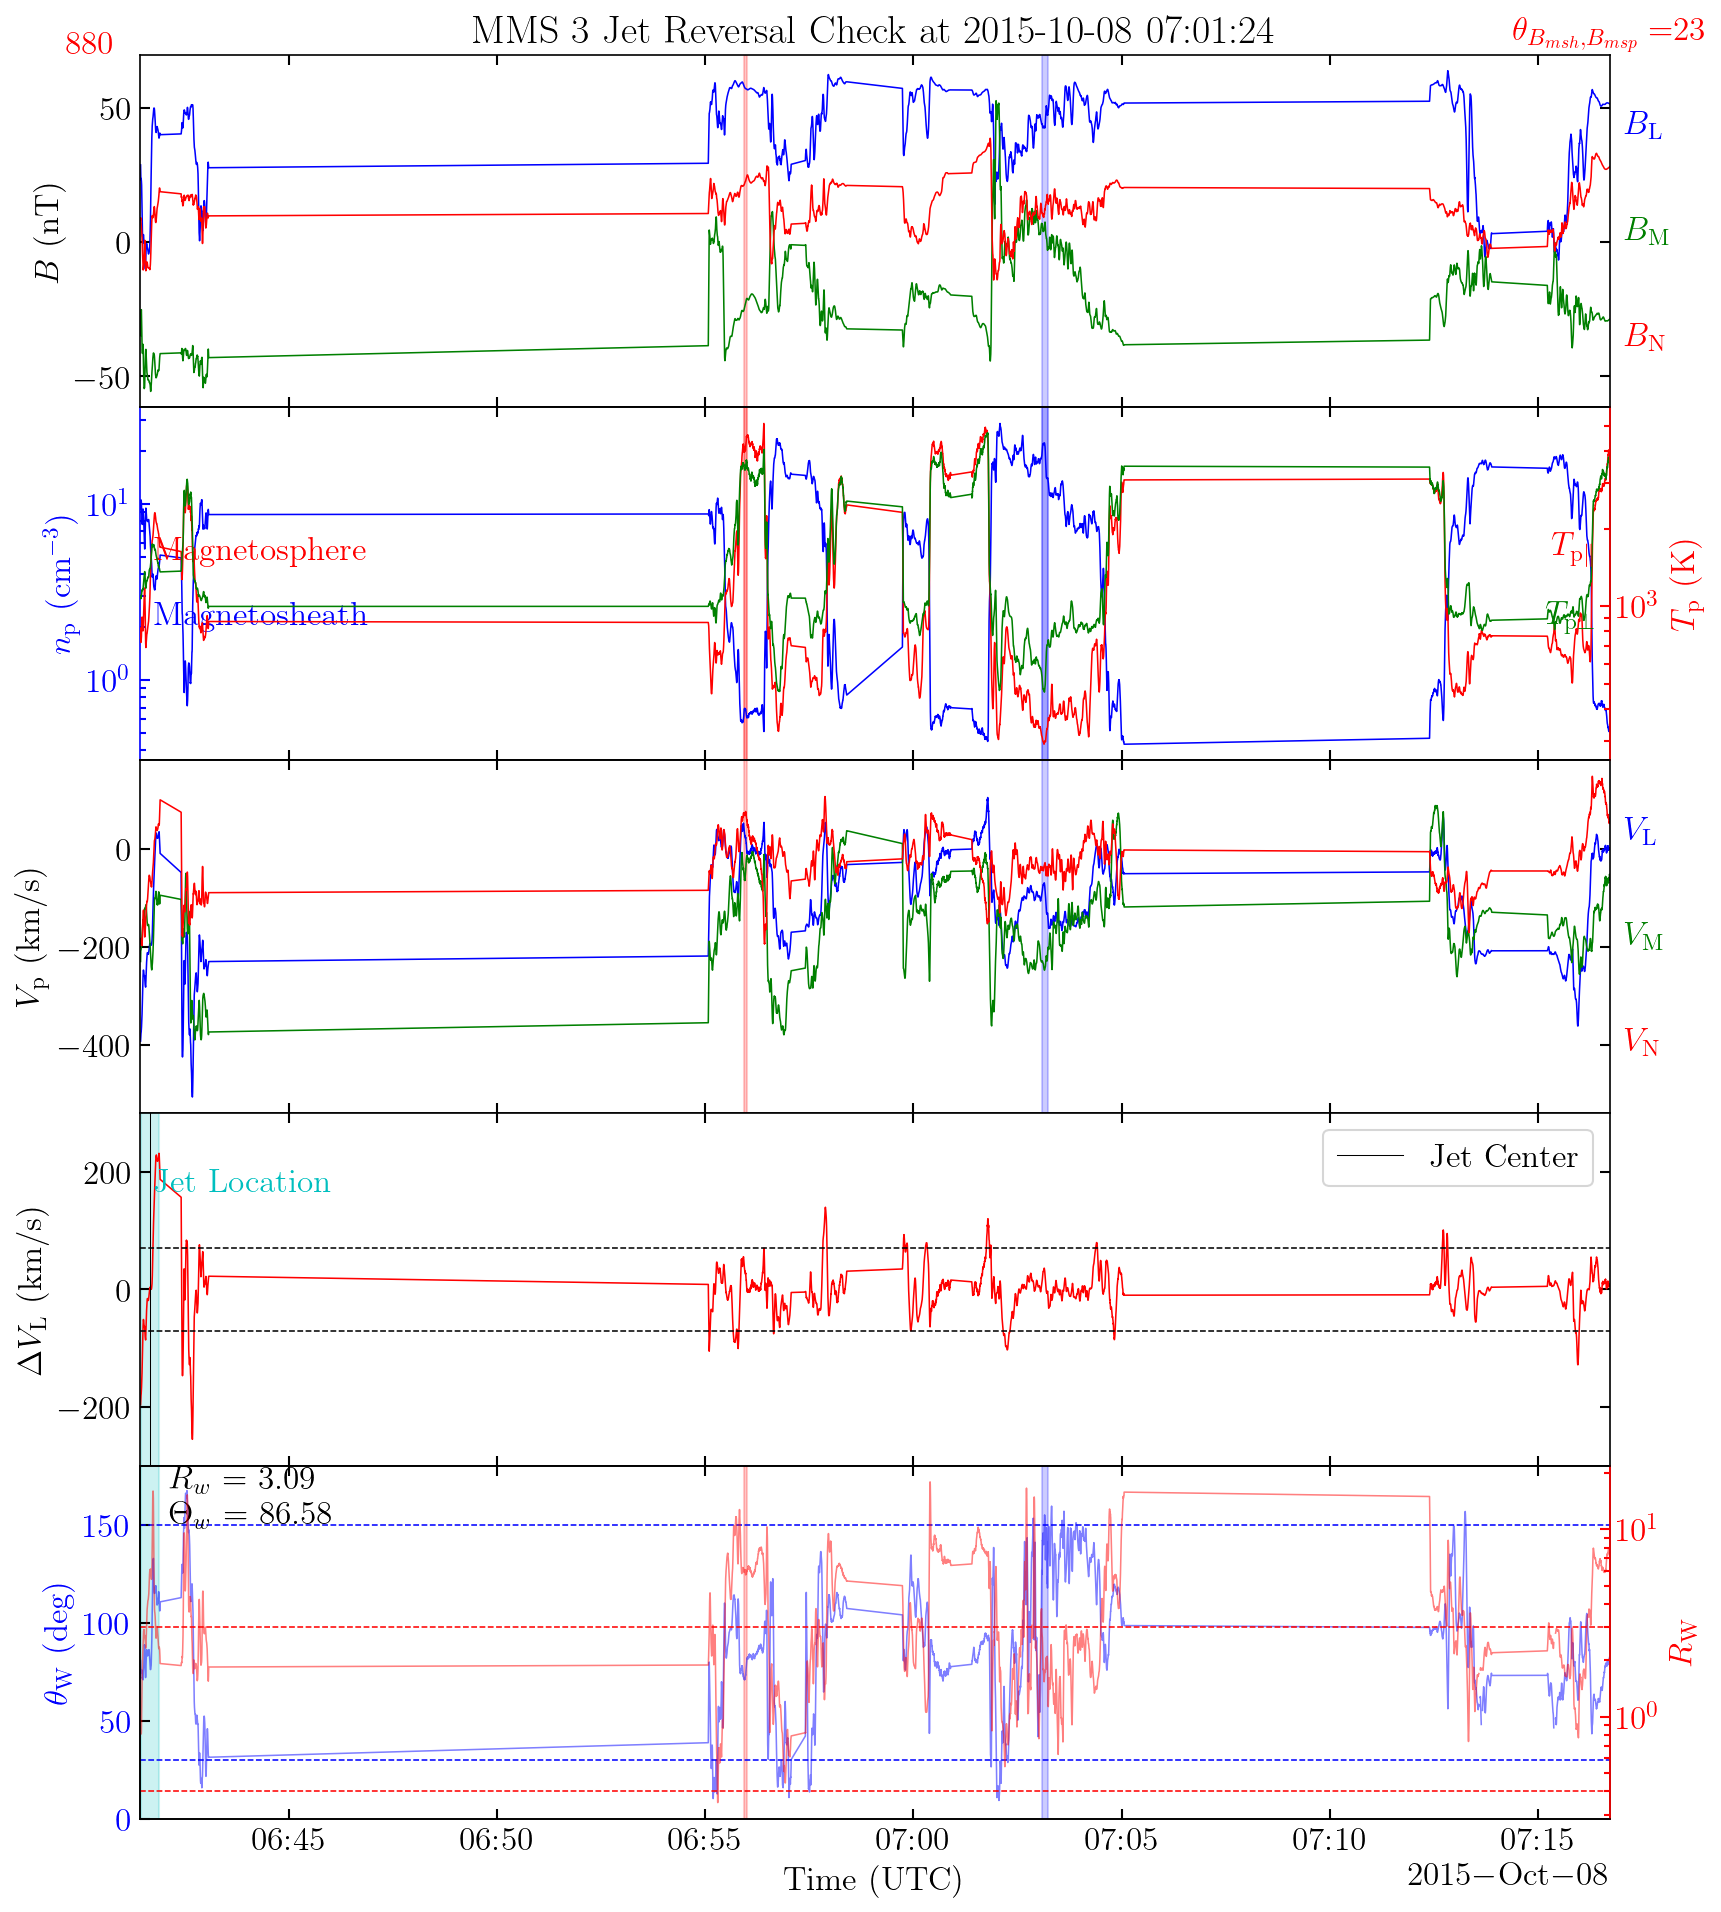 MMS 3 Jet Reversal Check at 2015-10-08 07:01:24
880
θ_{B_{msh},B_{msp}} =23
50
0
−50
B (nT)
B_L
B_M
B_N
10^1
10^0
n_p (cm^{−3})
Magnetosphere
Magnetosheath
T_{p∥}
T_{p⊥}
10^3
T_p (K)
0
−200
−400
V_p (km/s)
V_L
V_M
V_N
200
0
−200
ΔV_L (km/s)
Jet Location
Jet Center
R_w = 3.09
Θ_w = 86.58
150
100
50
0
θ_W (deg)
10^1
10^0
R_W
06:45 06:50 06:55 07:00 07:05 07:10 07:15
2015−Oct−08
Time (UTC)